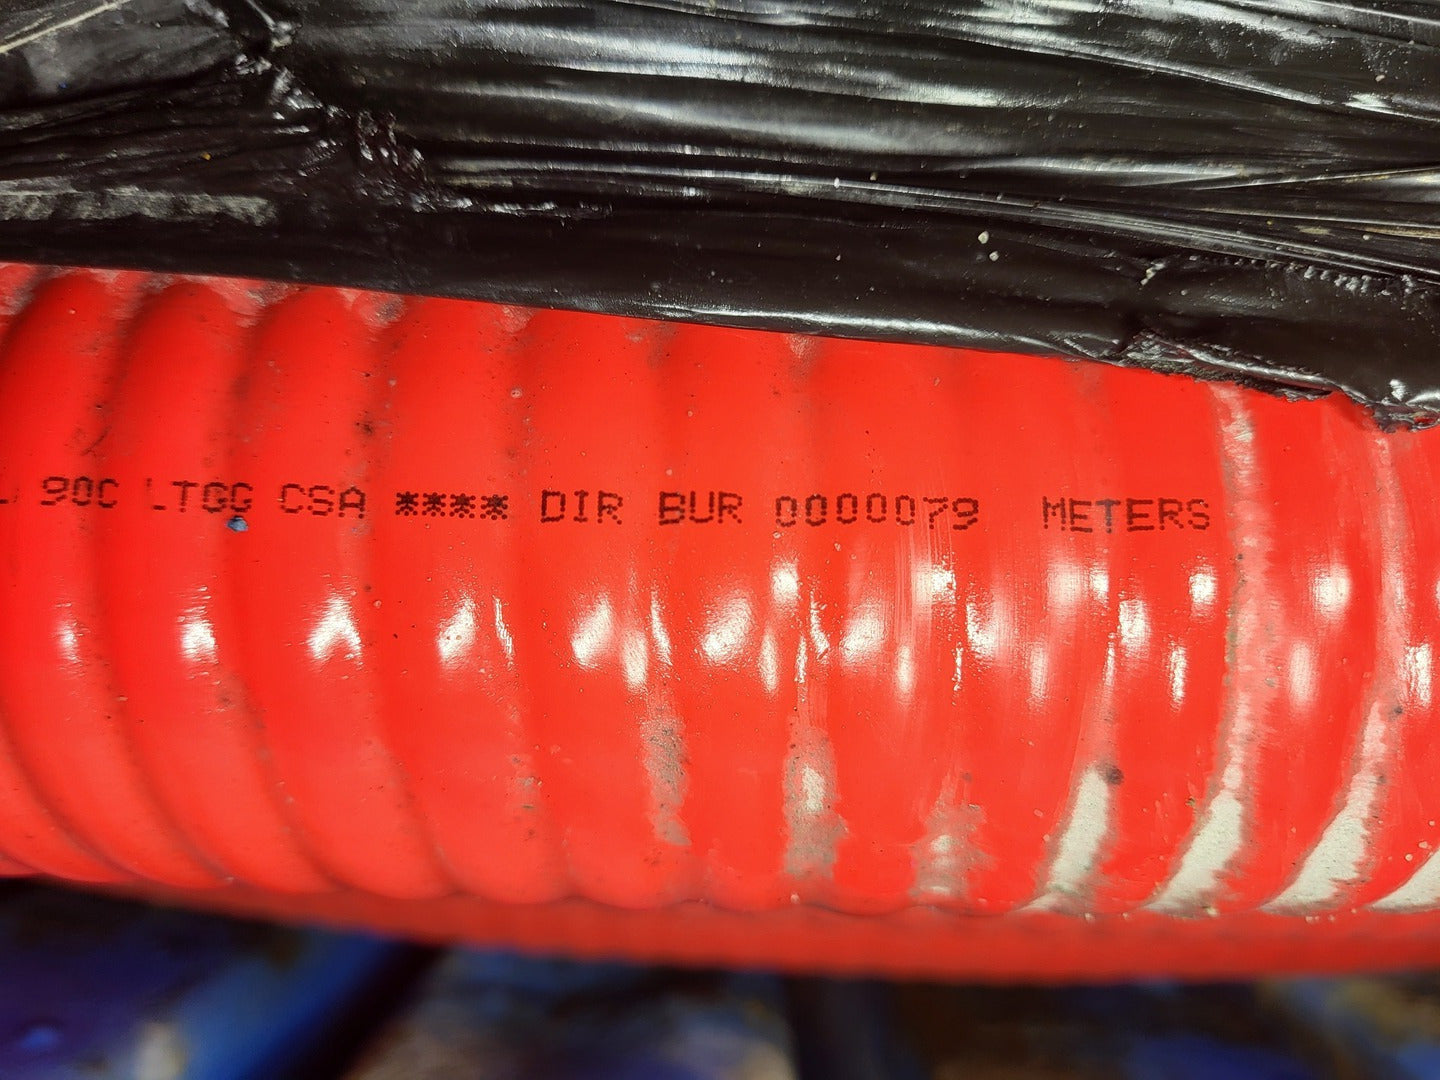 90C LTGG CSA **** DIR BUR 0000079 METERS